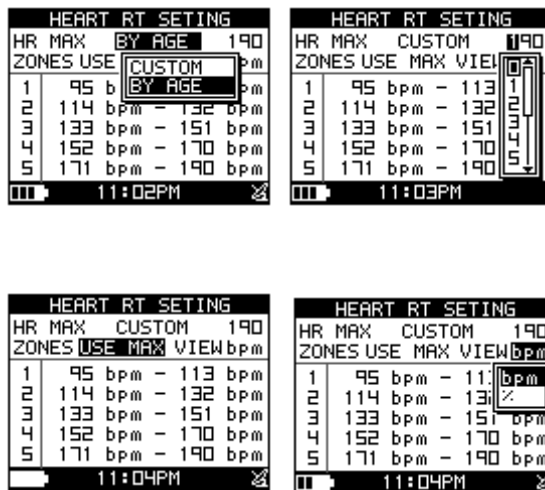 HEART RT SETING
HR MAX BY AGE 190
ZONES USE
CUSTOM
BY AGE
1 95 b
2 114 bpm - 132 bpm
3 133 bpm - 151 bpm
4 152 bpm - 170 bpm
5 171 bpm - 190 bpm
11:02PM
HEART RT SETING
HR MAX CUSTOM 190
ZONES USE MAX VIEW
0
1
2
3
4
5
1 95 bpm - 113
2 114 bpm - 132
3 133 bpm - 151
4 152 bpm - 170
5 171 bpm - 190
11:03PM
HEART RT SETING
HR MAX CUSTOM 190
ZONES USE MAX VIEW bpm
1 95 bpm - 113 bpm
2 114 bpm - 132 bpm
3 133 bpm - 151 bpm
4 152 bpm - 170 bpm
5 171 bpm - 190 bpm
11:04PM
HEART RT SETING
HR MAX CUSTOM 190
ZONES USE MAX VIEW bpm
bpm
%
1 95 bpm - 11
2 114 bpm - 13
3 133 bpm - 151 bpm
4 152 bpm - 170 bpm
5 171 bpm - 190 bpm
11:04PM